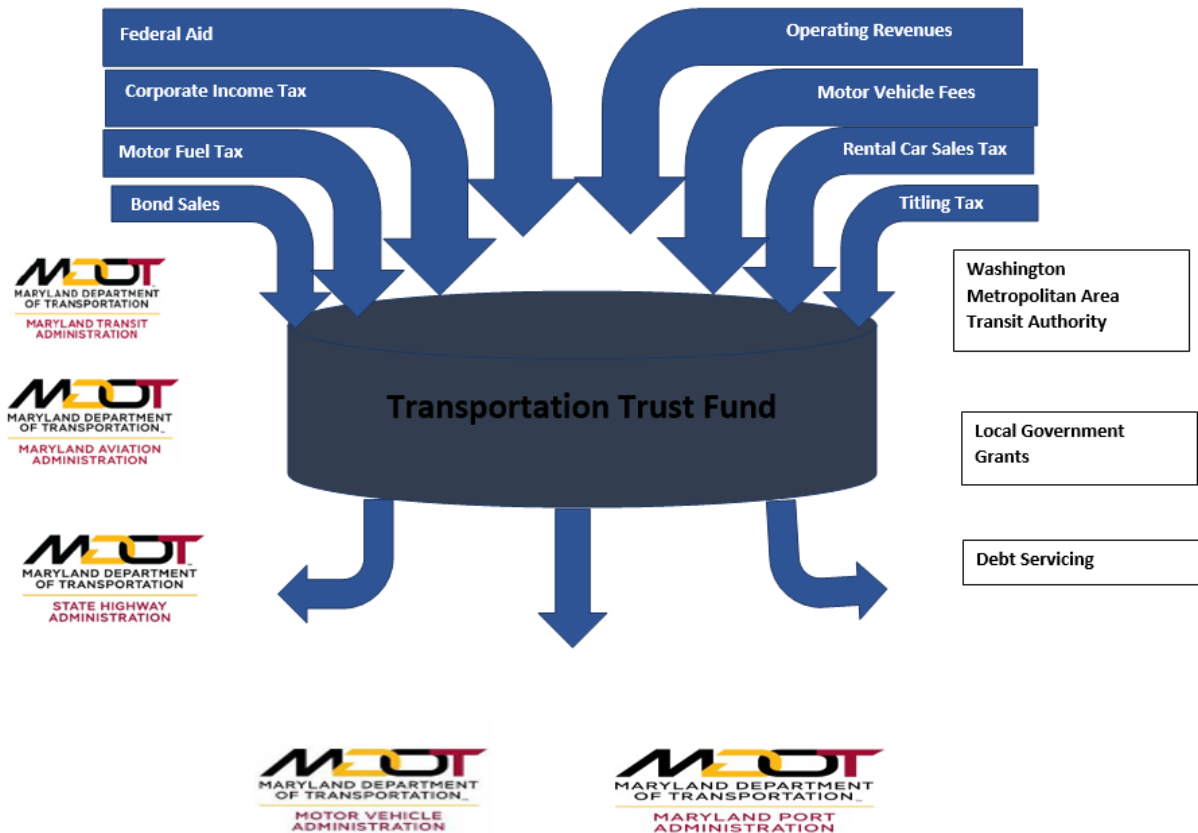 Federal Aid
Operating Revenues
Corporate Income Tax
Motor Vehicle Fees
Motor Fuel Tax
Rental Car Sales Tax
Bond Sales
Titling Tax
MDOT
MARYLAND DEPARTMENT
OF TRANSPORTATION
MARYLAND TRANSIT
ADMINISTRATION
Washington
Metropolitan Area
Transit Authority
Transportation Trust Fund
MDOT
MARYLAND DEPARTMENT
OF TRANSPORTATION™
MARYLAND AVIATION
ADMINISTRATION
Local Government
Grants
MDOT
MARYLAND DEPARTMENT
OF TRANSPORTATION
STATE HIGHWAY
ADMINISTRATION
Debt Servicing
MDOT
MARYLAND DEPARTMENT
OF TRANSPORTATION™
MOTOR VEHICLE
ADMINISTRATION
MDOT
MARYLAND DEPARTMENT
OF TRANSPORTATION™
MARYLAND PORT
ADMINISTRATION